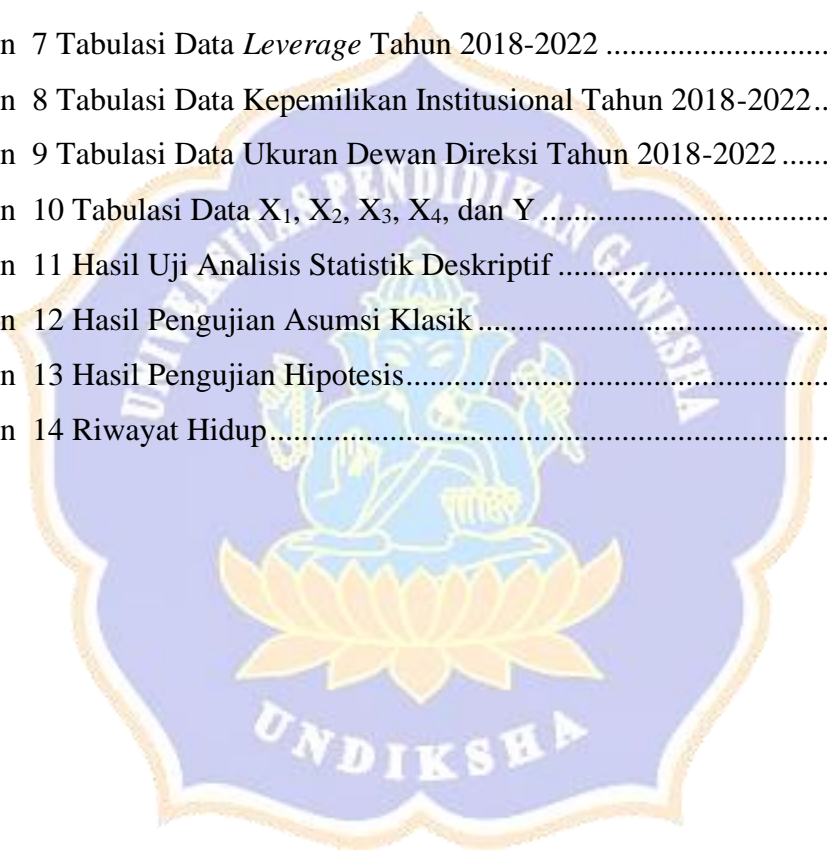 n 7 Tabulasi Data Leverage Tahun 2018-2022 ............................
n 8 Tabulasi Data Kepemilikan Institusional Tahun 2018-2022..
n 9 Tabulasi Data Ukuran Dewan Direksi Tahun 2018-2022 ......
n 10 Tabulasi Data X₁, X₂, X₃, X₄, dan Y ....................................
n 11 Hasil Uji Analisis Statistik Deskriptif ..................................
n 12 Hasil Pengujian Asumsi Klasik ............................................
n 13 Hasil Pengujian Hipotesis.....................................................
n 14 Riwayat Hidup......................................................................
UNIVERSITAS PENDIDIKAN GANESHA
UNDIKSHA